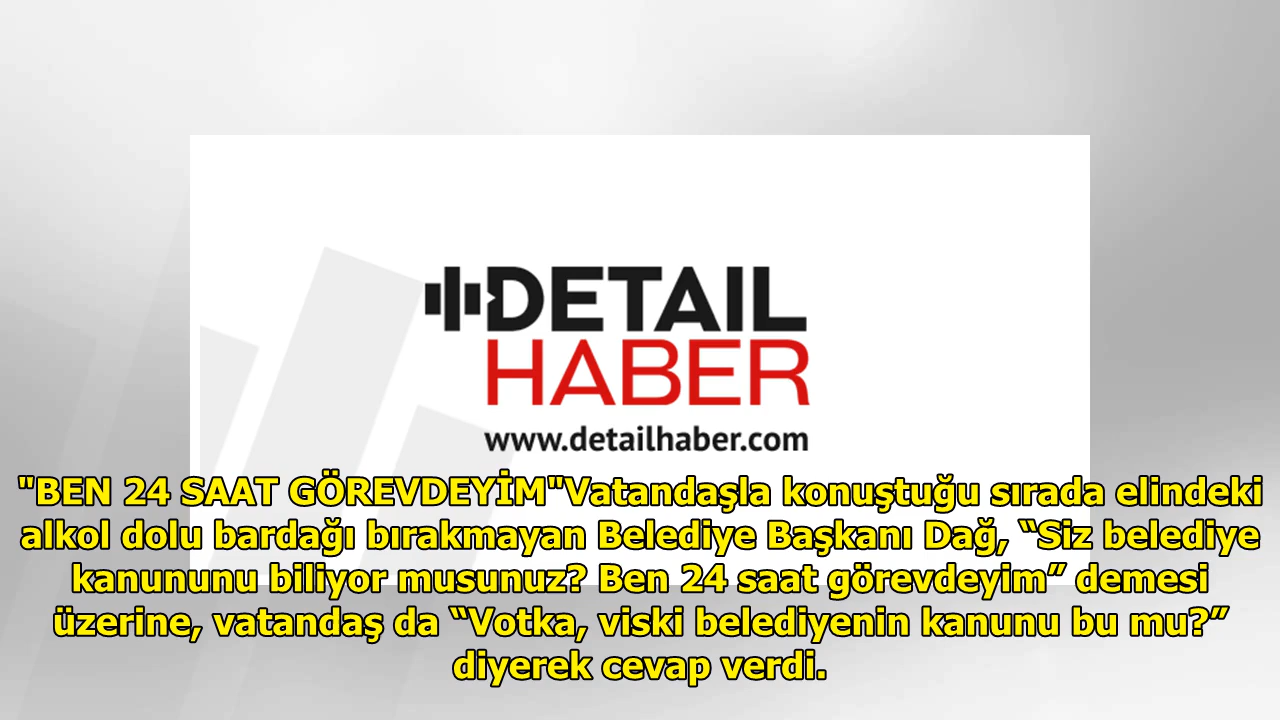 DETAIL
HABER
www.detailhaber.com
"BEN 24 SAAT GÖREVDEYİM"Vatandaşla konuştuğu sırada elindeki
alkol dolu bardağı bırakmayan Belediye Başkanı Dağ, “Siz belediye
kanununu biliyor musunuz? Ben 24 saat görevdeyim” demesi
üzerine, vatandaş da “Votka, viski belediyenin kanunu bu mu?”
diyerek cevap verdi.